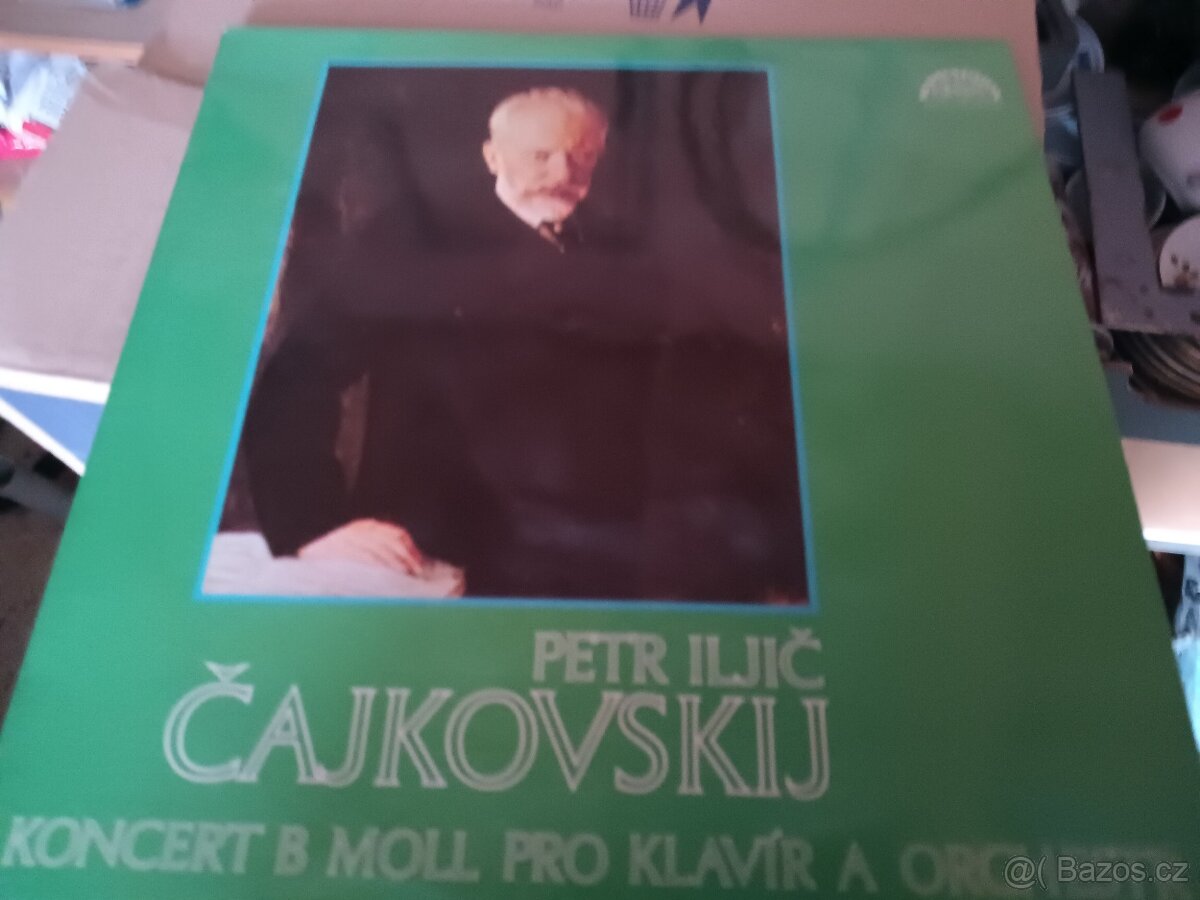 PETR ILJIČ
ČAJKOVSKIJ
KONCERT B MOLL PRO KLAVÍR A
@( Bazos.cz